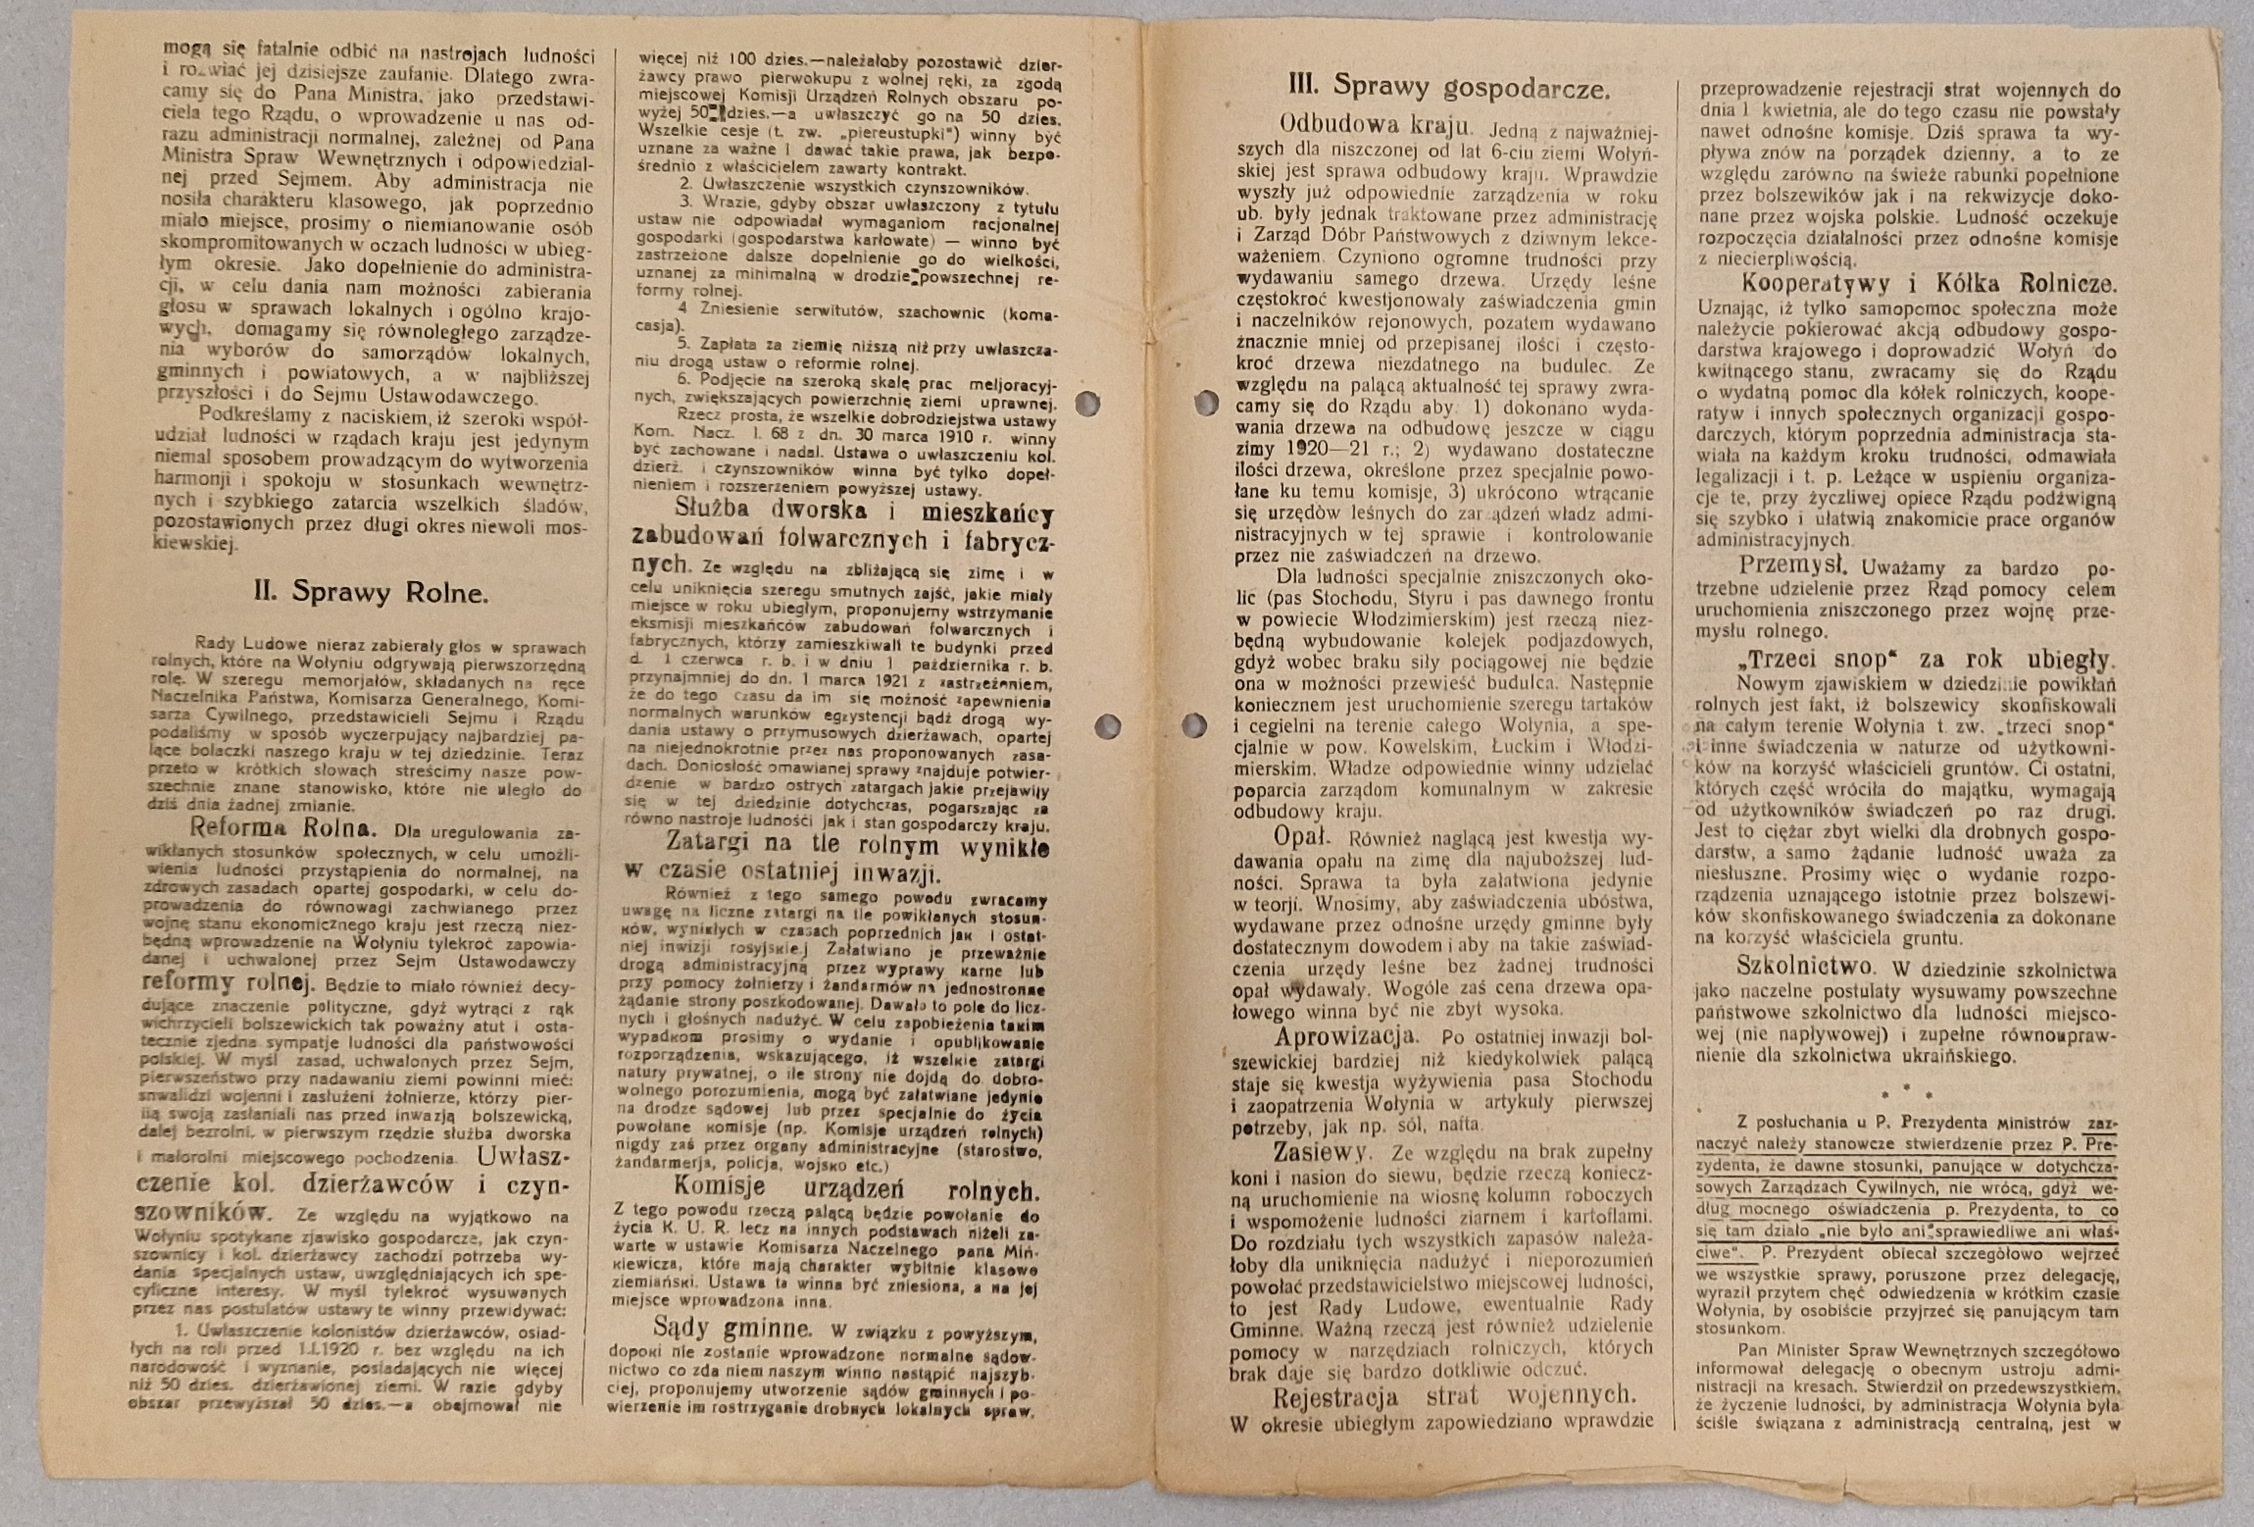 mogą się fatalnie odbić na nastrojach ludności
i rozwiać jej dzisiejsze zaufanie. Dlatego zwra-
camy się do Pana Ministra, jako przedstawi-
ciela tego Rządu, o wprowadzenie u nas od-
razu administracji normalnej, zależnej od Pana
Ministra Spraw Wewnętrznych i odpowiedzial-
nej przed Sejmem. Aby administracja nie
nosiła charakteru klasowego, jak poprzednio
miało miejsce, prosimy o niemianowanie osób
skompromitowanych w oczach ludności w ubieg-
łym okresie. Jako dopełnienie do administra-
cji, w celu dania nam możności zabierania
głosu w sprawach lokalnych i ogólno krajo-
wych, domagamy się równoległego zarządze-
nia wyborów do samorządów lokalnych,
gminnych i powiatowych, a w najbliższej
przyszłości i do Sejmu Ustawodawczego.
Podkreślamy z naciskiem, iż szeroki współ-
udział ludności w rządach kraju jest jedynym
niemal sposobem prowadzącym do wytworzenia
harmonji i spokoju w stosunkach wewnętrz-
nych i szybkiego zatarcia wszelkich śladów,
pozostawionych przez długi okres niewoli mos-
kiewskiej.
II. Sprawy Rolne.
Rady Ludowe nieraz zabierały głos w sprawach
rolnych, które na Wołyniu odgrywają pierwszorzędną
rolę. W szeregu memorjałów, składanych na ręce
Naczelnika Państwa, Komisarza Generalnego, Komi-
sarza Cywilnego, przedstawicieli Sejmu i Rządu
podaliśmy w sposób wyczerpujący najbardziej pa-
lące bolaczki naszego kraju w tej dziedzinie. Teraz
przeto w krótkich słowach streścimy nasze pow-
szechnie znane stanowisko, które nie uległo do
dziś dnia żadnej zmianie.
Reforma Rolna. Dla uregulowania za-
wikłanych stosunków społecznych, w celu umożli-
wienia ludności przystąpienia do normalnej, na
zdrowych zasadach opartej gospodarki, w celu do-
prowadzenia do równowagi zachwianego przez
wojnę stanu ekonomicznego kraju jest rzeczą niez-
będną wprowadzenie na Wołyniu tylekroć zapowia-
danej i uchwalonej przez Sejm Ustawodawczy
reformy rolnej. Będzie to miało również decy-
dujące znaczenie polityczne, gdyż wytrąci z rąk
wichrzycieli bolszewickich tak poważny atut i osta-
tecznie zjedna sympatje ludności dla państwowości
polskiej. W myśl zasad, uchwalonych przez Sejm,
pierwszeństwo przy nadawaniu ziemi powinni mieć:
snwalidzi wojenni i zasłużeni żołnierze, którzy pier-
iią swoją zasłaniali nas przed inwazją bolszewicką,
dalej bezrolni, w pierwszym rzędzie służba dworska
i małorolni miejscowego pochodzenia. Uwłasz-
czenie kol. dzierżawców i czyn-
szowników. Ze względu na wyjątkowo na
Wołyniu spotykane zjawisko gospodarcze, jak czyn-
szownicy i kol. dzierżawcy zachodzi potrzeba wy-
dania specjalnych ustaw, uwzględniających ich spe-
cyficzne interesy. W myśl tylekroć wysuwanych
przez nas postulatów ustawy te winny przewidywać:
1. Uwłaszczenie kolonistów dzierżawców, osiad-
łych na roli przed 1.I.1920 r. bez względu na ich
narodowość i wyznanie, posiadających nie więcej
niż 50 dzies. dzierżawionej ziemi. W razie gdyby
obszar przewyższał 50 dzies.—a obejmował nie
więcej niż 100 dzies.—należałoby pozostawić dzier-
żawcy prawo pierwokupu z wolnej ręki, za zgodą
miejscowej Komisji Urządzeń Rolnych obszaru po-
wyżej 50 dzies.—a uwłaszczyć go na 50 dzies.
Wszelkie cesje (t. zw. „piereustupki") winny być
uznane za ważne i dawać takie prawa, jak bezpo-
średnio z właścicielem zawarty kontrakt.
2. Uwłaszczenie wszystkich czynszowników.
3. Wrazie, gdyby obszar uwłaszczony z tytułu
ustaw nie odpowiadał wymaganiom racjonalnej
gospodarki (gospodarstwa karłowate) — winno być
zastrzeżone dalsze dopełnienie go do wielkości,
uznanej za minimalną w drodze powszechnej re-
formy rolnej.
4 Zniesienie serwitutów, szachownic (koma-
casja).
5. Zapłata za ziemię niższą niż przy uwłaszcza-
niu drogą ustaw o reformie rolnej.
6. Podjęcie na szeroką skalę prac meljoracyj-
nych, zwiększających powierzchnię ziemi uprawnej.
Rzecz prosta, że wszelkie dobrodziejstwa ustawy
Kom. Nacz. l. 68 z dn. 30 marca 1910 r. winny
być zachowane i nadal. Ustawa o uwłaszczeniu kol.
dzierż. i czynszowników winna być tylko dopeł-
nieniem i rozszerzeniem powyższej ustawy.
Służba dworska i mieszkańcy
zabudowań folwarcznych i fabrycz-
nych. Ze względu na zbliżającą się zimę i w
celu uniknięcia szeregu smutnych zajść, jakie miały
miejsce w roku ubiegłym, proponujemy wstrzymanie
eksmisji mieszkańców zabudowań folwarcznych i
fabrycznych, którzy zamieszkiwali te budynki przed
d. 1 czerwca r. b. i w dniu 1 października r. b.
przynajmniej do dn. 1 marca 1921 z zastrzeżeniem,
że do tego czasu da im się możność zapewnienia
normalnych warunków egzystencji bądź drogą wy-
dania ustawy o przymusowych dzierżawach, opartej
na niejednokrotnie przez nas proponowanych zasa-
dach. Doniosłość omawianej sprawy znajduje potwier-
dzenie w bardzo ostrych zatargach jakie przejawiły
się w tej dziedzinie dotychczas, pogarszając za
równo nastroje ludności jak i stan gospodarczy kraju.
Zatargi na tle rolnym wynikłe
w czasie ostatniej inwazji.
Również z tego samego powodu zwracamy
uwagę na liczne zatargi na tle powikłanych stosun-
ków, wynikłych w czasach poprzednich jak i ostat-
niej inwizji rosyjskiej Załatwiano je przeważnie
drogą administracyjną przez wyprawy karne lub
przy pomocy żołnierzy i żandarmów na jednostronne
żądanie strony poszkodowanej. Dawało to pole do licz-
nych i głośnych nadużyć. W celu zapobieżenia takim
wypadkom prosimy o wydanie i opublikowanie
rozporządzenia, wskazującego, iż wszelkie zatargi
natury prywatnej, o ile strony nie dojdą do dobro-
wolnego porozumienia, mogą być załatwiane jedynie
na drodze sądowej lub przez specjalnie do życia
powołane komisje (np. Komisje urządzeń rolnych)
nigdy zaś przez organy administracyjne (starostwo,
żandarmerja, policja, wojsko etc.)
Komisje urządzeń rolnych.
Z tego powodu rzeczą palącą będzie powołanie do
życia K. U. R. lecz na innych podstawach niżeli za-
warte w ustawie Komisarza Naczelnego pana Miń-
kiewicza, które mają charakter wybitnie klasowo
ziemiański. Ustawa ta winna być zniesiona, a na jej
miejsce wprowadzona inna.
Sądy gminne. W związku z powyższym,
dopoki nie zostanie wprowadzone normalne sądow-
nictwo co zda niem naszym winno nastąpić najszyb-
ciej, proponujemy utworzenie sądów gminnych i po-
wierzenie im rostrzyganie drobnych lokalnych spraw.
III. Sprawy gospodarcze.
Odbudowa kraju. Jedną z najważniej-
szych dla niszczonej od lat 6-ciu ziemi Wołyń-
skiej jest sprawa odbudowy kraju. Wprawdzie
wyszły już odpowiednie zarządzenia w roku
ub. były jednak traktowane przez administrację
i Zarząd Dóbr Państwowych z dziwnym lekce-
ważeniem. Czyniono ogromne trudności przy
wydawaniu samego drzewa. Urzędy leśne
częstokroć kwestjonowały zaświadczenia gmin
i naczelników rejonowych, pozatem wydawano
żnacznie mniej od przepisanej ilości i często-
kroć drzewa niezdatnego na budulec. Ze
względu na palącą aktualność tej sprawy zwra-
camy się do Rządu aby: 1) dokonano wyda-
wania drzewa na odbudowę jeszcze w ciągu
zimy 1920—21 r.; 2) wydawano dostateczne
ilości drzewa, określone przez specjalnie powo-
łane ku temu komisje, 3) ukrócono wtrącanie
się urzędów leśnych do zarządzeń władz admi-
nistracyjnych w tej sprawie i kontrolowanie
przez nie zaświadczeń na drzewo.
Dla ludności specjalnie zniszczonych oko-
lic (pas Stochodu, Styru i pas dawnego frontu
w powiecie Włodzimierskim) jest rzeczą niez-
będną wybudowanie kolejek podjazdowych,
gdyż wobec braku siły pociągowej nie będzie
ona w możności przewieść budulca. Następnie
koniecznem jest uruchomienie szeregu tartaków
i cegielni na terenie całego Wołynia, a spe-
cjalnie w pow. Kowelskim, Łuckim i Włodzi-
mierskim. Władze odpowiednie winny udzielać
poparcia zarządom komunalnym w zakresie
odbudowy kraju.
Opał. Również naglącą jest kwestja wy-
dawania opału na zimę dla najuboższej lud-
ności. Sprawa ta była załatwiona jedynie
w teorji. Wnosimy, aby zaświadczenia ubóstwa,
wydawane przez odnośne urzędy gminne były
dostatecznym dowodem i aby na takie zaświad-
czenia urzędy leśne bez żadnej trudności
opał wydawały. Wogóle zaś cena drzewa opa-
łowego winna być nie zbyt wysoka.
Aprowizacja. Po ostatniej inwazji bol-
szewickiej bardziej niż kiedykolwiek palącą
staje się kwestja wyżywienia pasa Stochodu
i zaopatrzenia Wołynia w artykuły pierwszej
potrzeby, jak np. sól, nafta.
Zasiewy. Ze względu na brak zupełny
koni i nasion do siewu, będzie rzeczą koniecz-
ną uruchomienie na wiosnę kolumn roboczych
i wspomożenie ludności ziarnem i kartoflami.
Do rozdziału tych wszystkich zapasów należa-
łoby dla uniknięcia nadużyć i nieporozumień
powołać przedstawicielstwo miejscowej ludności,
to jest Rady Ludowe, ewentualnie Rady
Gminne. Ważną rzeczą jest również udzielenie
pomocy w narzędziach rolniczych, których
brak daje się bardzo dotkliwie odczuć.
Rejestracja strat wojennych.
W okresie ubiegłym zapowiedziano wprawdzie
przeprowadzenie rejestracji strat wojennych do
dnia 1 kwietnia, ale do tego czasu nie powstały
nawet odnośne komisje. Dziś sprawa ta wy-
pływa znów na porządek dzienny, a to ze
względu zarówno na świeże rabunki popełnione
przez bolszewików jak i na rekwizycje doko-
nane przez wojska polskie. Ludność oczekuje
rozpoczęcia działalności przez odnośne komisje
z niecierpliwością.
Kooperatywy i Kółka Rolnicze.
Uznając, iż tylko samopomoc społeczna może
należycie pokierować akcją odbudowy gospo-
darstwa krajowego i doprowadzić Wołyń do
kwitnącego stanu, zwracamy się do Rządu
o wydatną pomoc dla kółek rolniczych, koope-
ratyw i innych społecznych organizacji gospo-
darczych, którym poprzednia administracja sta-
wiała na każdym kroku trudności, odmawiała
legalizacji i t. p. Leżące w uspieniu organiza-
cje te, przy życzliwej opiece Rządu podźwigną
się szybko i ułatwią znakomicie prace organów
administracyjnych.
Przemysł. Uważamy za bardzo po-
trzebne udzielenie przez Rząd pomocy celem
uruchomienia zniszczonego przez wojnę prze-
mysłu rolnego.
„Trzeci snop" za rok ubiegły.
Nowym zjawiskiem w dziedzinie powikłań
rolnych jest fakt, iż bolszewicy skonfiskowali
na całym terenie Wołynia t. zw. „trzeci snop"
i inne świadczenia w naturze od użytkowni-
ków na korzyść właścicieli gruntów. Ci ostatni,
których część wróciła do majątku, wymagają
od użytkowników świadczeń po raz drugi.
Jest to ciężar zbyt wielki dla drobnych gospo-
darstw, a samo żądanie ludność uważa za
niesłuszne. Prosimy więc o wydanie rozpo-
rządzenia uznającego istotnie przez bolszewi-
ków skonfiskowanego świadczenia za dokonane
na korzyść właściciela gruntu.
Szkolnictwo. W dziedzinie szkolnictwa
jako naczelne postulaty wysuwamy powszechne
państwowe szkolnictwo dla ludności miejsco-
wej (nie napływowej) i zupełne równoupraw-
nienie dla szkolnictwa ukraińskiego.
*
* *
Z posłuchania u P. Prezydenta Ministrów zaz-
naczyć należy stanowcze stwierdzenie przez P. Pre-
zydenta, że dawne stosunki, panujące w dotychcza-
sowych Zarządzach Cywilnych, nie wrócą, gdyż we-
dług mocnego oświadczenia p. Prezydenta, to co
się tam działo „nie było ani sprawiedliwe ani właś-
ciwe". P. Prezydent obiecał szczegółowo wejrzeć
we wszystkie sprawy, poruszone przez delegację,
wyraził przytem chęć odwiedzenia w krótkim czasie
Wołynia, by osobiście przyjrzeć się panującym tam
stosunkom.
Pan Minister Spraw Wewnętrznych szczegółowo
informował delegację o obecnym ustroju admi-
nistracji na kresach. Stwierdził on przedewszystkiem,
że życzenie ludności, by administracja Wołynia była
ściśle świązana z administracją centralną, jest w